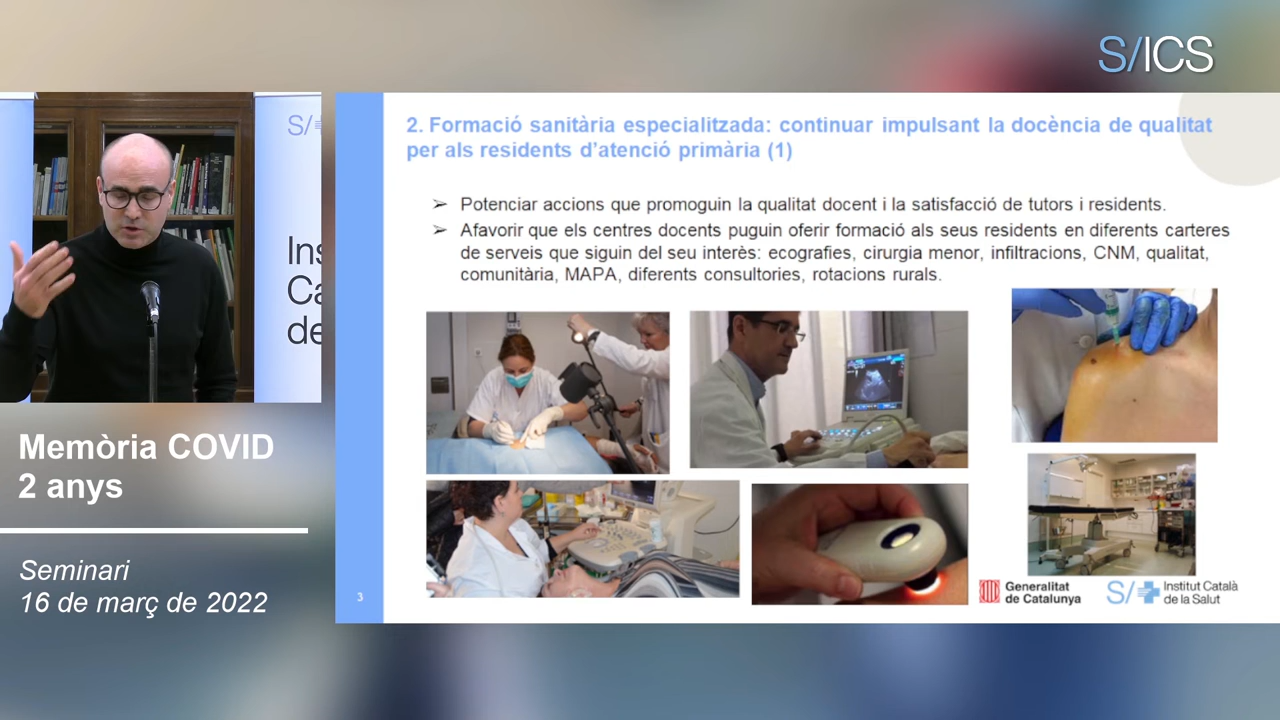 S/ICS
S/
Ins
Ca
de
Memòria COVID
2 anys
Seminari
16 de març de 2022
2. Formació sanitària especialitzada: continuar impulsant la docència de qualitat
per als residents d'atenció primària (1)
➢ Potenciar accions que promoguin la qualitat docent i la satisfacció de tutors i residents.
➢ Afavorir que els centres docents puguin oferir formació als seus residents en diferents carteres
de serveis que siguin del seu interès: ecografies, cirurgia menor, infiltracions, CNM, qualitat,
comunitària, MAPA, diferents consultories, rotacions rurals.
3
Generalitat
de Catalunya
S/
Institut Català
de la Salut